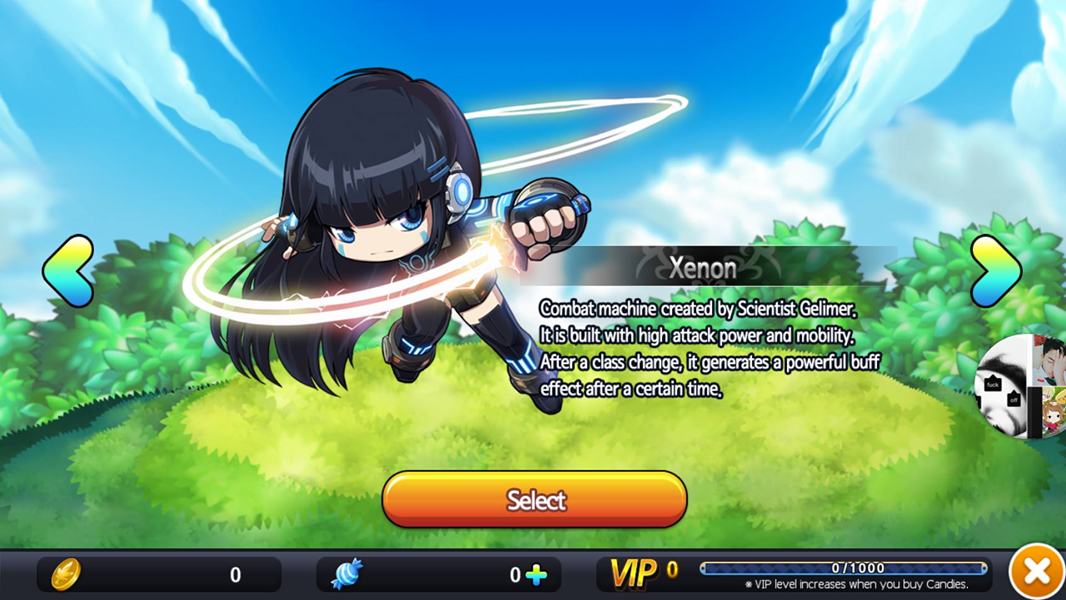 Xenon
Combat machine created by Scientist Gelimer.
It is built with high attack power and mobility.
After a class change, it generates a powerful buff
effect after a certain time.
fuck
off
Select
0
0
VIP 0
0/1000
※ VIP level increases when you buy Candies.